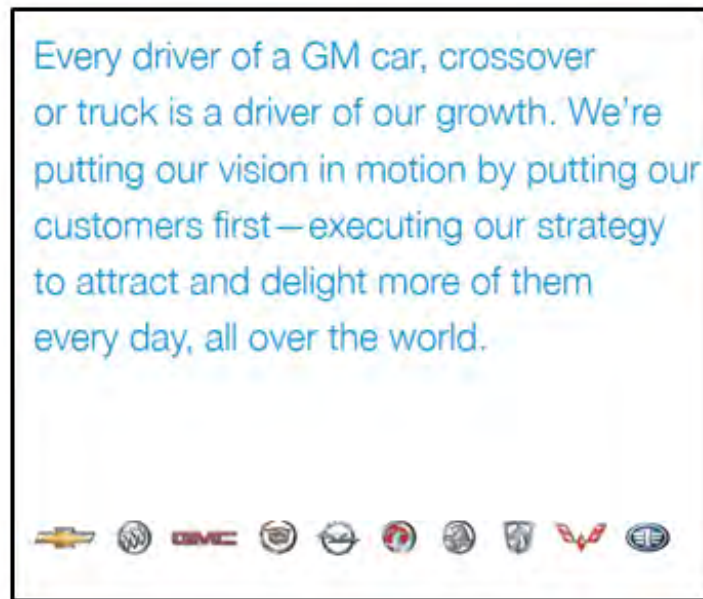 Every driver of a GM car, crossover
or truck is a driver of our growth. We’re
putting our vision in motion by putting our
customers first—executing our strategy
to attract and delight more of them
every day, all over the world.
GMC